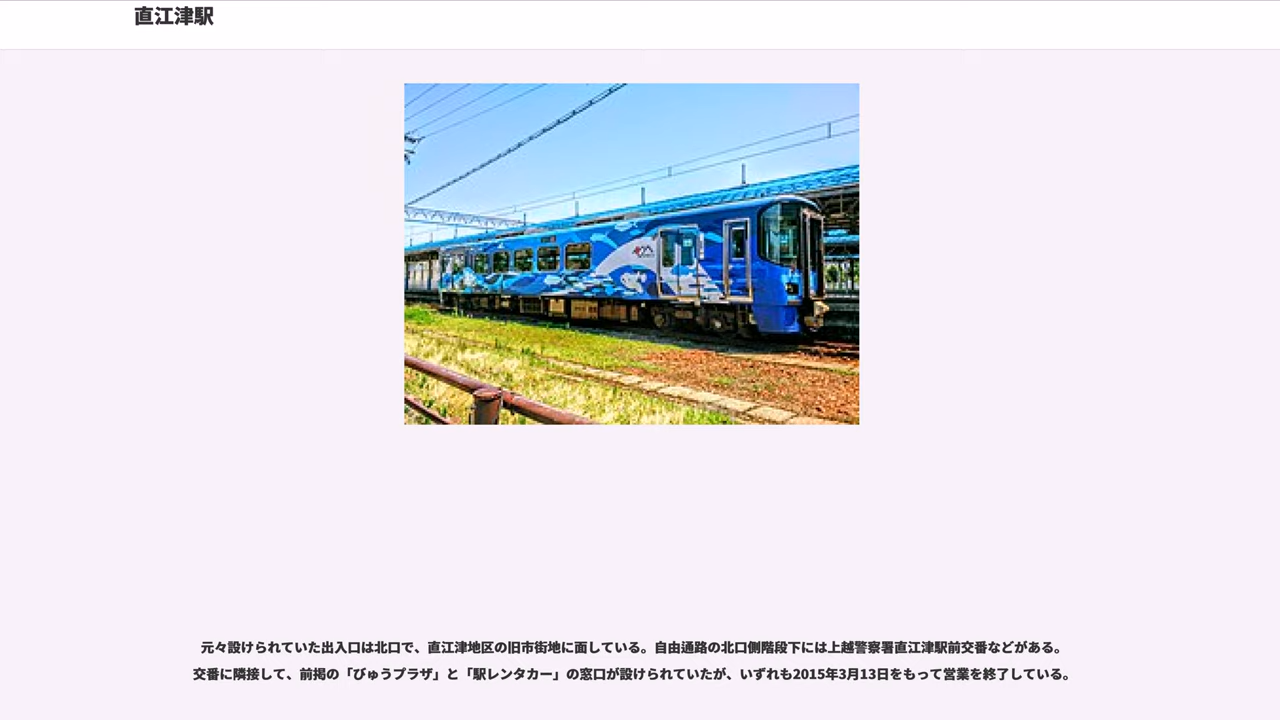 直江津駅
元々設けられていた出入口は北口で、直江津地区の旧市街地に面している。自由通路の北口側階段下には上越警察署直江津駅前交番などがある。
交番に隣接して、前掲の「びゅうプラザ」と「駅レンタカー」の窓口が設けられていたが、いずれも2015年3月13日をもって営業を終了している。